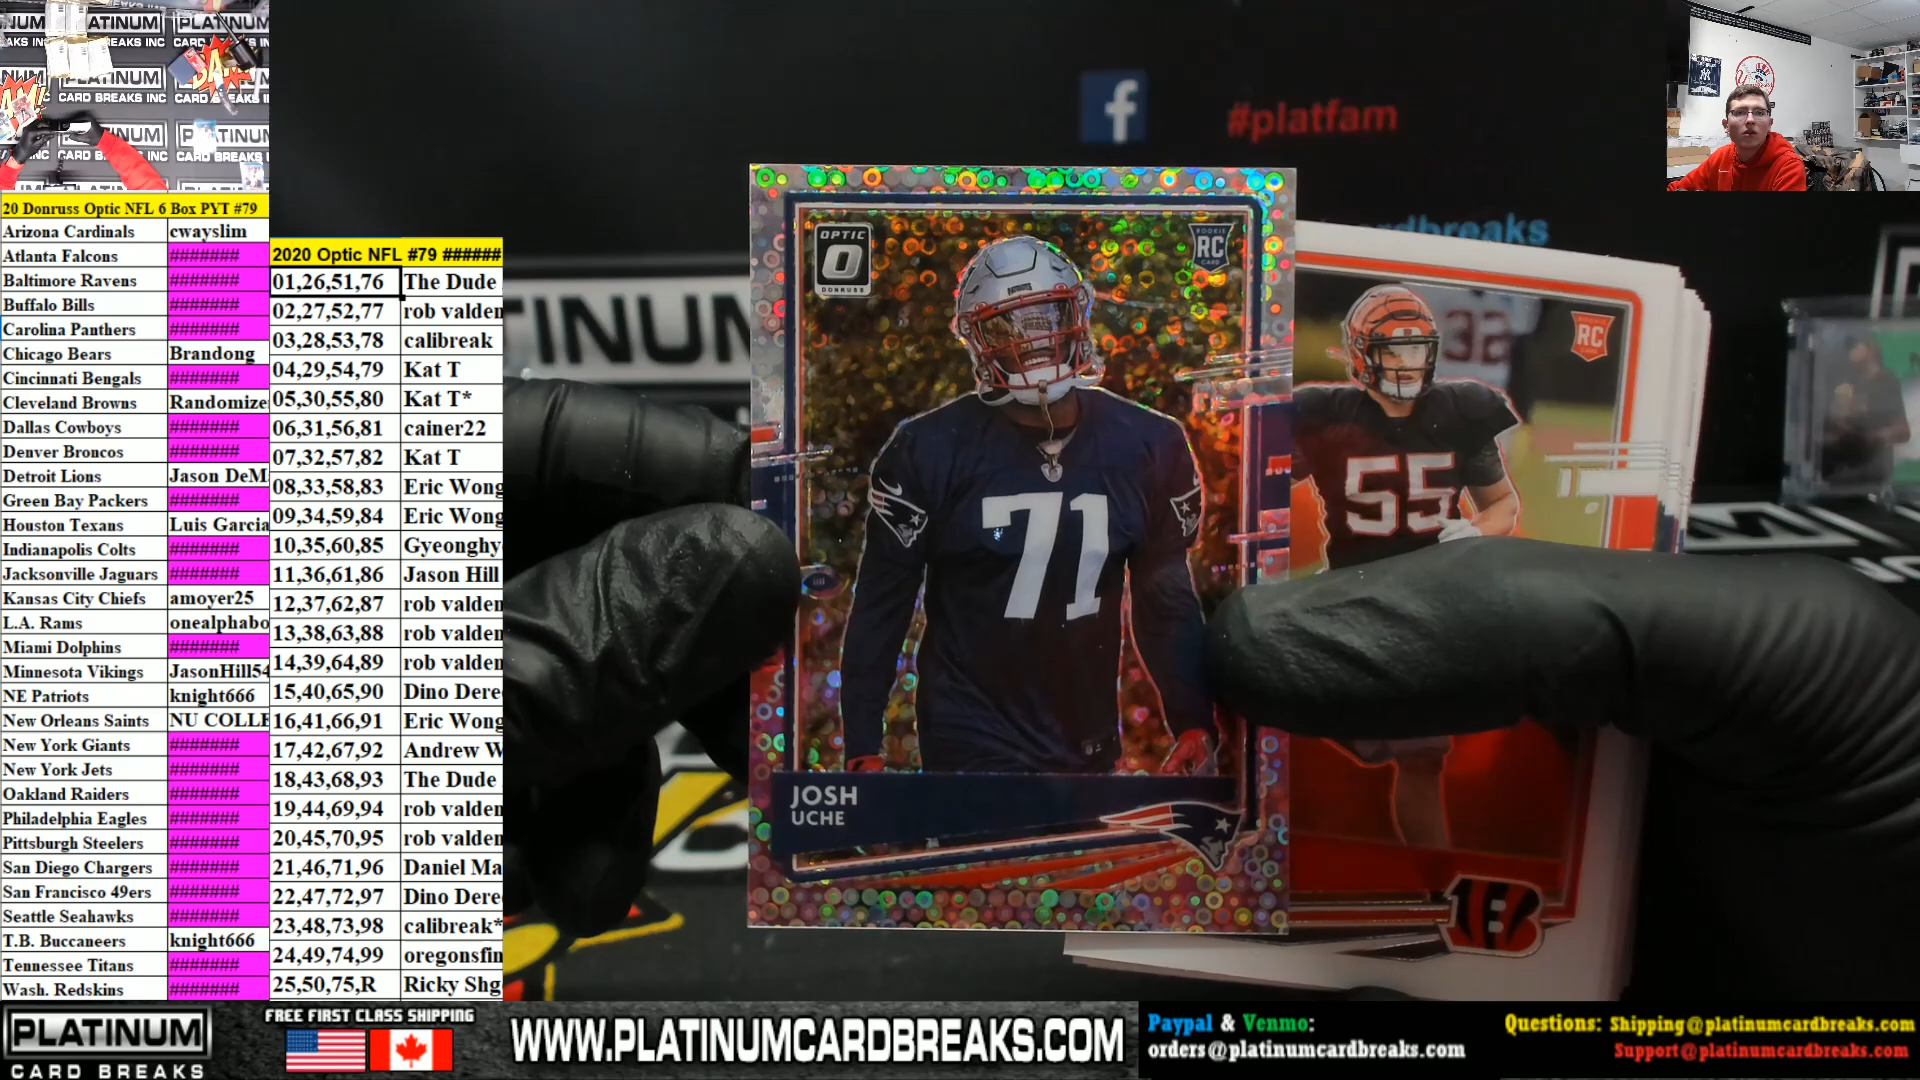 #platfam
cardbreaks
20 Donruss Optic NFL 6 Box PYT #79
Arizona Cardinals cwayslim
Atlanta Falcons #######
Baltimore Ravens #######
Buffalo Bills #######
Carolina Panthers #######
Chicago Bears Brandong
Cincinnati Bengals #######
Cleveland Browns Randomize
Dallas Cowboys #######
Denver Broncos #######
Detroit Lions Jason DeM
Green Bay Packers #######
Houston Texans Luis Garcia
Indianapolis Colts #######
Jacksonville Jaguars #######
Kansas City Chiefs amoyer25
L.A. Rams onealphabo
Miami Dolphins #######
Minnesota Vikings JasonHill54
NE Patriots knight666
New Orleans Saints NU COLLE
New York Giants #######
New York Jets #######
Oakland Raiders #######
Philadelphia Eagles #######
Pittsburgh Steelers #######
San Diego Chargers #######
San Francisco 49ers #######
Seattle Seahawks #######
T.B. Buccaneers knight666
Tennessee Titans #######
Wash. Redskins #######
2020 Optic NFL #79 ######
01,26,51,76 The Dude
02,27,52,77 rob valden
03,28,53,78 calibreak
04,29,54,79 Kat T
05,30,55,80 Kat T*
06,31,56,81 cainer22
07,32,57,82 Kat T
08,33,58,83 Eric Wong
09,34,59,84 Eric Wong
10,35,60,85 Gyeonghy
11,36,61,86 Jason Hill
12,37,62,87 rob valden
13,38,63,88 rob valden
14,39,64,89 rob valden
15,40,65,90 Dino Dere
16,41,66,91 Eric Wong
17,42,67,92 Andrew W
18,43,68,93 The Dude
19,44,69,94 rob valden
20,45,70,95 rob valden
21,46,71,96 Daniel Ma
22,47,72,97 Dino Dere
23,48,73,98 calibreak*
24,49,74,99 oregonsfin
25,50,75,R Ricky Shg
OPTIC
DONRUSS
ROOKIE
RC
CARD
PATRIOTS
71
JOSH
UCHE
32
RC
55
PLATINUM
CARD BREAKS INC
PLATINUM
CARD BREAKS
FREE FIRST CLASS SHIPPING
WWW.PLATINUMCARDBREAKS.COM
Paypal & Venmo:
orders@platinumcardbreaks.com
Questions: Shipping@platinumcardbreaks.com
Support@platinumcardbreaks.com